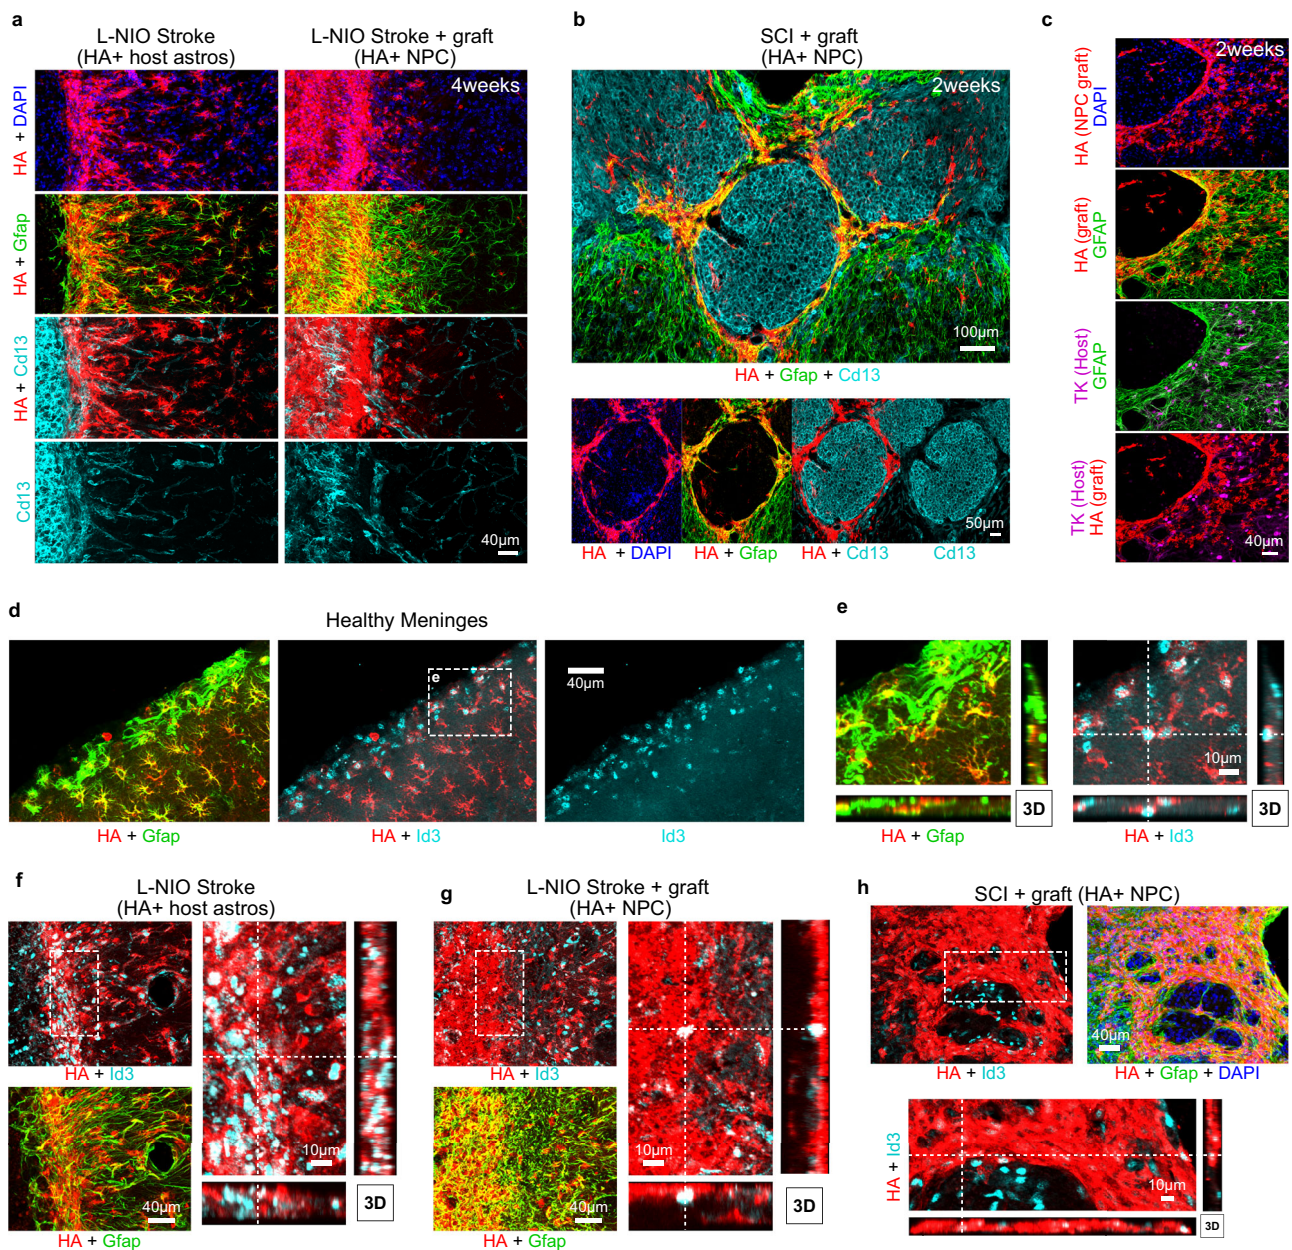 a
L-NIO Stroke
(HA+ host astros)
L-NIO Stroke + graft
(HA+ NPC)
4weeks
HA + DAPI
HA + Gfap
HA + Cd13
Cd13
40µm
b
SCI + graft
(HA+ NPC)
2weeks
100µm
HA + Gfap + Cd13
50µm
HA + DAPI
HA + Gfap
HA + Cd13
Cd13
c
2weeks
HA (NPC graft)
DAPI
HA (graft)
GFAP
TK (Host)
GFAP
TK (Host)
HA (graft)
40µm
d
Healthy Meninges
e
40µm
HA + Gfap
HA + Id3
Id3
e
10µm
3D
3D
HA + Gfap
HA + Id3
f
L-NIO Stroke
(HA+ host astros)
HA + Id3
10µm
40µm
3D
HA + Gfap
g
L-NIO Stroke + graft
(HA+ NPC)
HA + Id3
10µm
40µm
3D
HA + Gfap
h
SCI + graft (HA+ NPC)
40µm
HA + Id3
HA + Gfap + DAPI
HA + Id3
10µm
3D